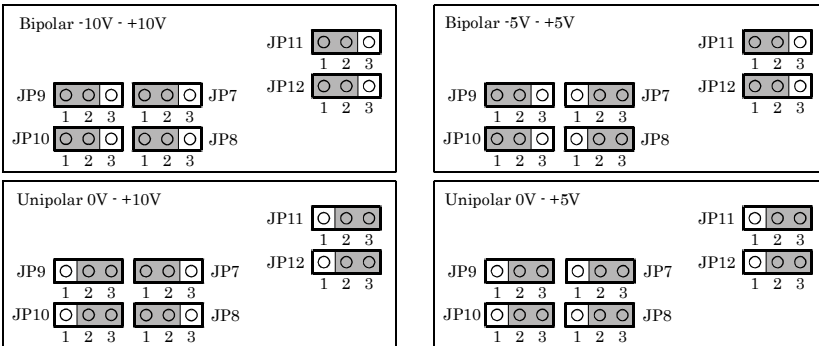 Bipolar -10V - +10V
JP11
1 2 3
JP9
JP7
JP12
1 2 3
1 2 3
1 2 3
JP10
JP8
1 2 3
1 2 3
Bipolar -5V - +5V
JP11
1 2 3
JP9
JP7
JP12
1 2 3
1 2 3
1 2 3
JP10
JP8
1 2 3
1 2 3
Unipolar 0V - +10V
JP11
1 2 3
JP9
JP7
JP12
1 2 3
1 2 3
1 2 3
JP10
JP8
1 2 3
1 2 3
Unipolar 0V - +5V
JP11
1 2 3
JP9
JP7
JP12
1 2 3
1 2 3
1 2 3
JP10
JP8
1 2 3
1 2 3